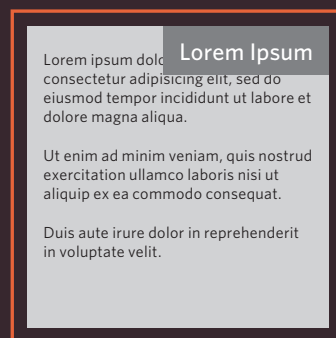 Lorem Ipsum
Lorem ipsum
consectetur adipisicing elit, sed do
eiusmod tempor incididunt ut labore et
dolore magna aliqua.
Ut enim ad minim veniam, quis nostrud
exercitation ullamco laboris nisi ut
aliquip ex ea commodo consequat.
Duis aute irure dolor in reprehenderit
in voluptate velit.